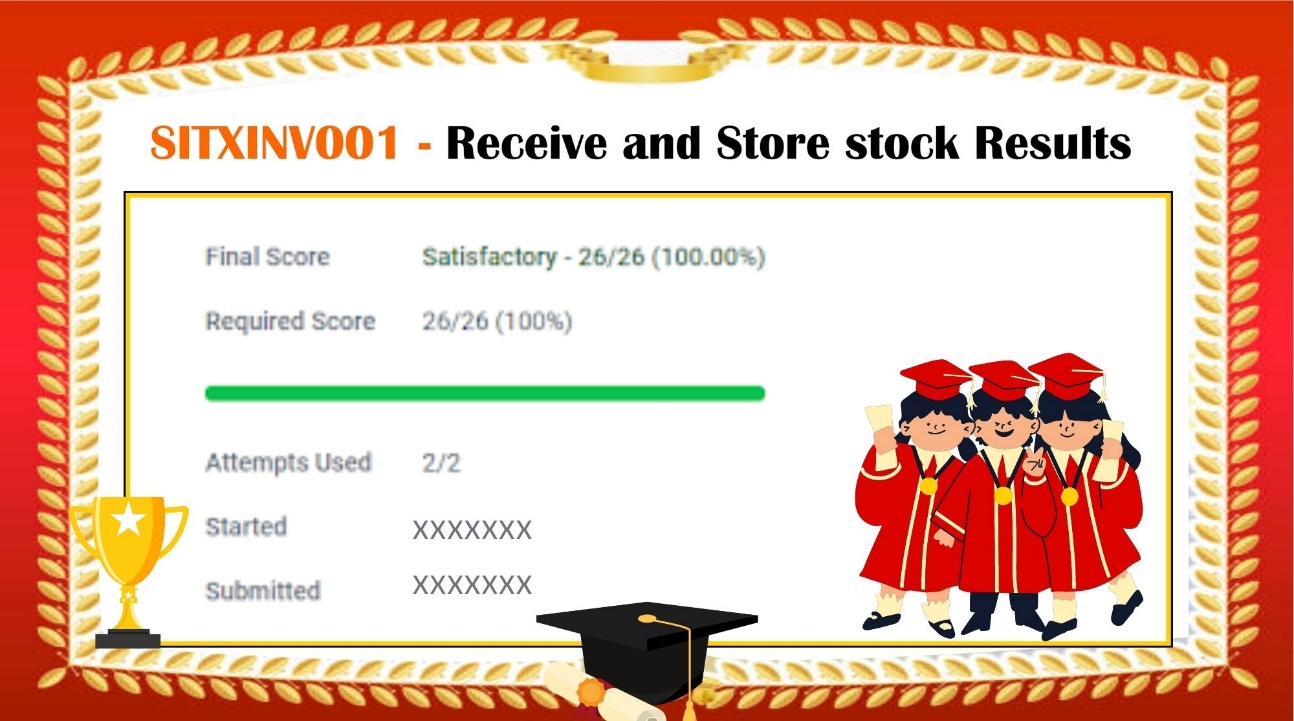 SITXINV001 - Receive and Store stock Results
Final Score Satisfactory - 26/26 (100.00%)
Required Score 26/26 (100%)
Attempts Used 2/2
Started XXXXXXX
Submitted XXXXXXX